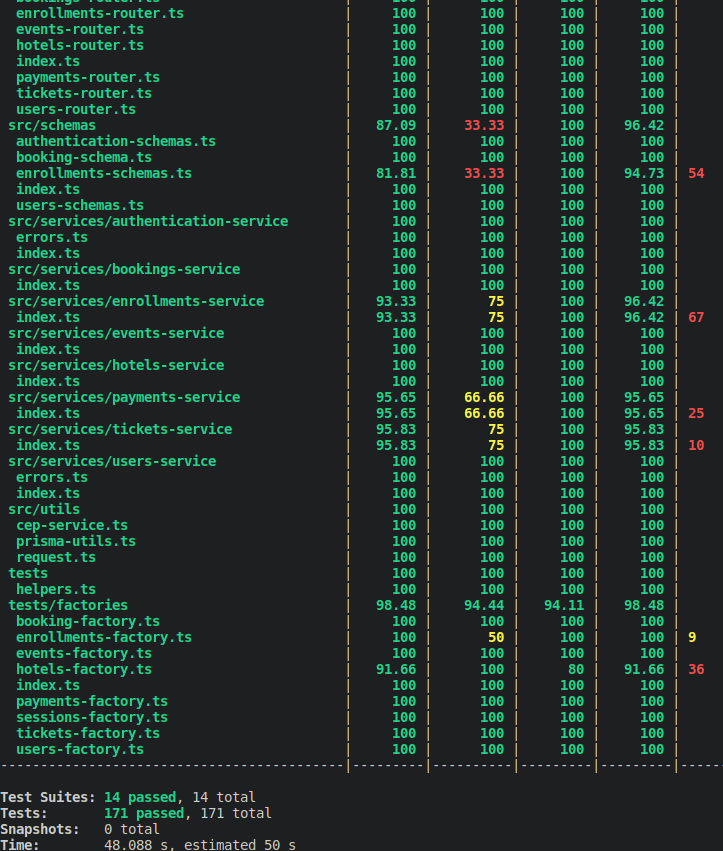 bookings-router.ts | 100 | 100 | 100 | 100 |
enrollments-router.ts | 100 | 100 | 100 | 100 |
events-router.ts | 100 | 100 | 100 | 100 |
hotels-router.ts | 100 | 100 | 100 | 100 |
index.ts | 100 | 100 | 100 | 100 |
payments-router.ts | 100 | 100 | 100 | 100 |
tickets-router.ts | 100 | 100 | 100 | 100 |
users-router.ts | 100 | 100 | 100 | 100 |
src/schemas | 87.09 | 33.33 | 100 | 96.42 |
authentication-schemas.ts | 100 | 100 | 100 | 100 |
booking-schema.ts | 100 | 100 | 100 | 100 |
enrollments-schemas.ts | 81.81 | 33.33 | 100 | 94.73 | 54
index.ts | 100 | 100 | 100 | 100 |
users-schemas.ts | 100 | 100 | 100 | 100 |
src/services/authentication-service | 100 | 100 | 100 | 100 |
errors.ts | 100 | 100 | 100 | 100 |
index.ts | 100 | 100 | 100 | 100 |
src/services/bookings-service | 100 | 100 | 100 | 100 |
index.ts | 100 | 100 | 100 | 100 |
src/services/enrollments-service | 93.33 | 75 | 100 | 96.42 |
index.ts | 93.33 | 75 | 100 | 96.42 | 67
src/services/events-service | 100 | 100 | 100 | 100 |
index.ts | 100 | 100 | 100 | 100 |
src/services/hotels-service | 100 | 100 | 100 | 100 |
index.ts | 100 | 100 | 100 | 100 |
src/services/payments-service | 95.65 | 66.66 | 100 | 95.65 |
index.ts | 95.65 | 66.66 | 100 | 95.65 | 25
src/services/tickets-service | 95.83 | 75 | 100 | 95.83 |
index.ts | 95.83 | 75 | 100 | 95.83 | 10
src/services/users-service | 100 | 100 | 100 | 100 |
errors.ts | 100 | 100 | 100 | 100 |
index.ts | 100 | 100 | 100 | 100 |
src/utils | 100 | 100 | 100 | 100 |
cep-service.ts | 100 | 100 | 100 | 100 |
prisma-utils.ts | 100 | 100 | 100 | 100 |
request.ts | 100 | 100 | 100 | 100 |
tests | 100 | 100 | 100 | 100 |
helpers.ts | 100 | 100 | 100 | 100 |
tests/factories | 98.48 | 94.44 | 94.11 | 98.48 |
booking-factory.ts | 100 | 100 | 100 | 100 |
enrollments-factory.ts | 100 | 50 | 100 | 100 | 9
events-factory.ts | 100 | 100 | 100 | 100 |
hotels-factory.ts | 91.66 | 100 | 80 | 91.66 | 36
index.ts | 100 | 100 | 100 | 100 |
payments-factory.ts | 100 | 100 | 100 | 100 |
sessions-factory.ts | 100 | 100 | 100 | 100 |
tickets-factory.ts | 100 | 100 | 100 | 100 |
users-factory.ts | 100 | 100 | 100 | 100 |
-------------------------------------------|---------|----------|---------|---------|------
Test Suites: 14 passed, 14 total
Tests: 171 passed, 171 total
Snapshots: 0 total
Time: 48.088 s, estimated 50 s